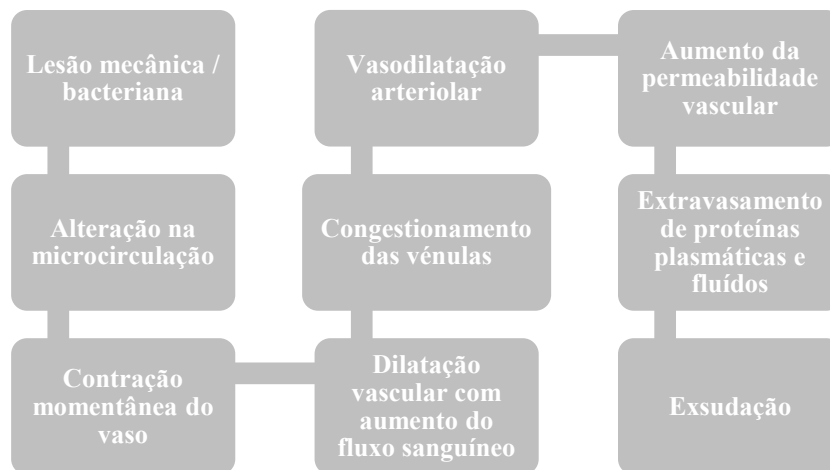 Lesão mecânica /
bacteriana
Alteração na
microcirculação
Contração
momentânea do
vaso
Dilatação
vascular com
aumento do
fluxo sanguíneo
Congestionamento
das vénulas
Vasodilatação
arteriolar
Aumento da
permeabilidade
vascular
Extravasamento
de proteínas
plasmáticas e
fluídos
Exsudação